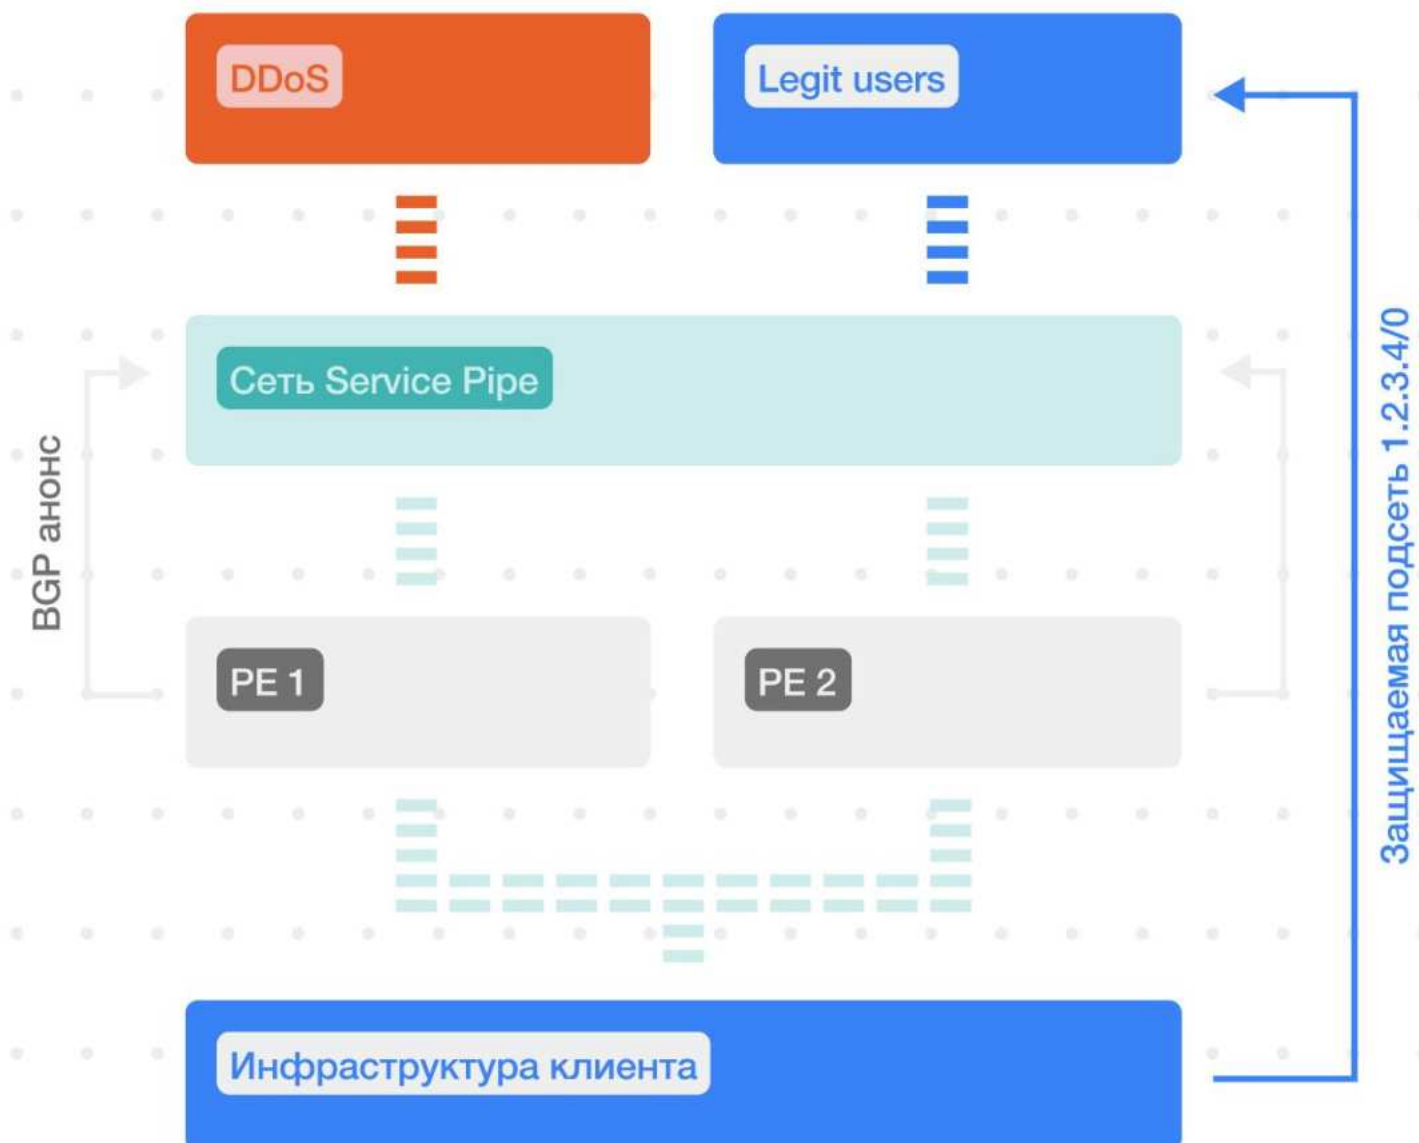 DDoS
Legit users
Сеть Service Pipe
BGP анонс
Защищаемая подсеть 1.2.3.4/0
PE 1
PE 2
Инфраструктура клиента